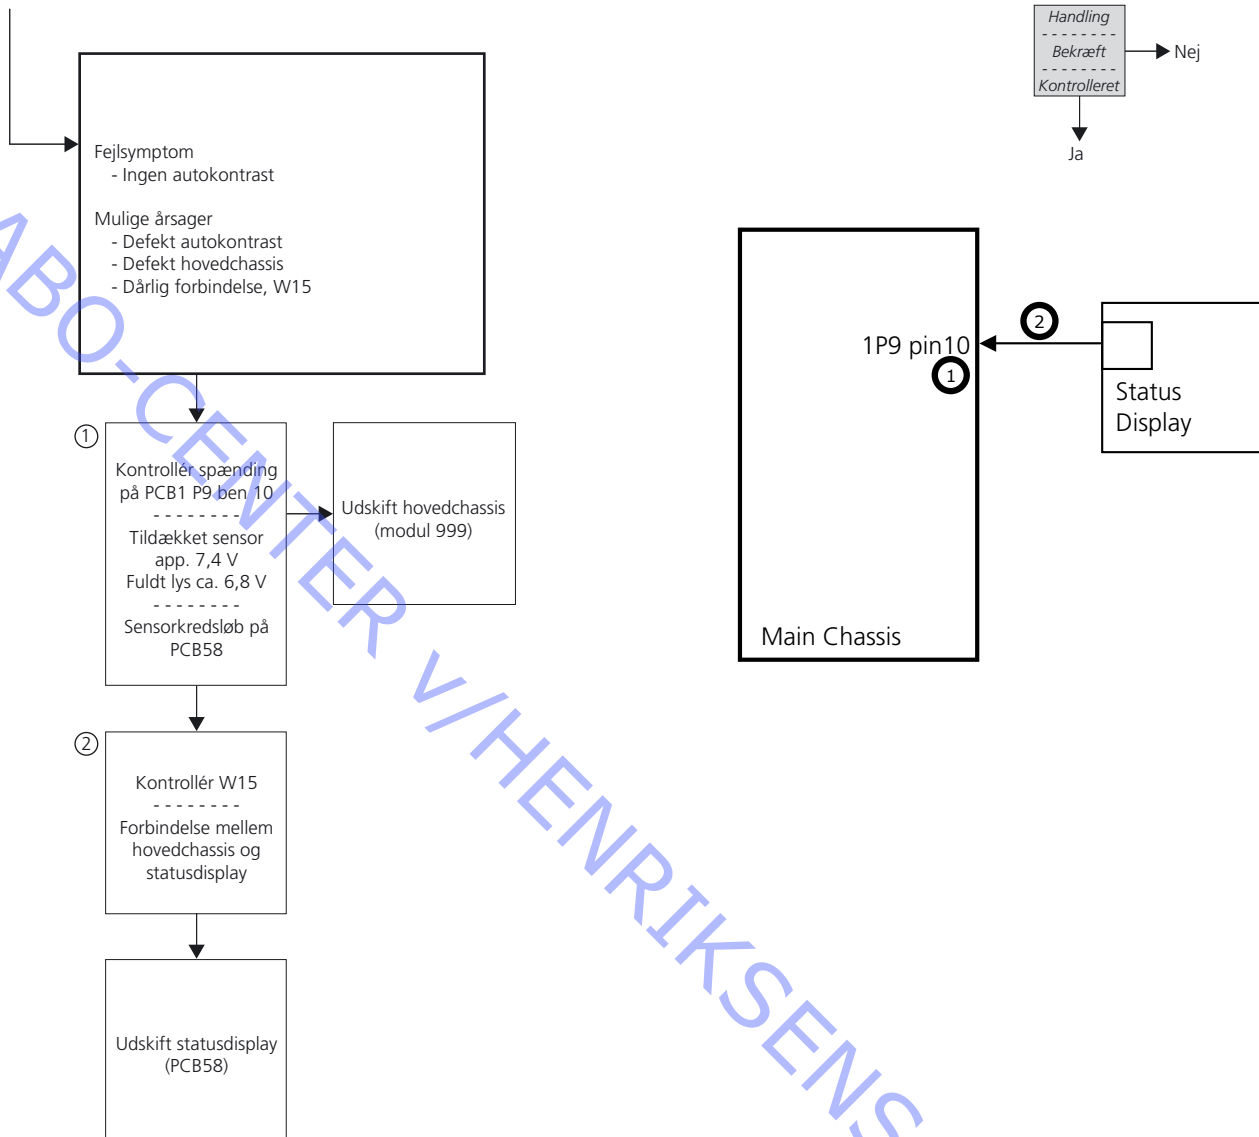 Handling
Bekræft
Nej
Kontrolleret
Ja
Fejlsymptom
- Ingen autokontrast
Mulige årsager
- Defekt autokontrast
- Defekt hovedchassis
- Dårlig forbindelse, W15
1
Kontrollér spænding
på PCB1 P9 ben 10
Tildækket sensor
app. 7,4 V
Fuldt lys ca. 6,8 V
Sensorkredsløb på
PCB58
Udskift hovedchassis
(modul 999)
2
Kontrollér W15
Forbindelse mellem
hovedchassis og
statusdisplay
Udskift statusdisplay
(PCB58)
2
1P9 pin10
1
Status
Display
Main Chassis
ABO-CENTER v/HENRIKSENS